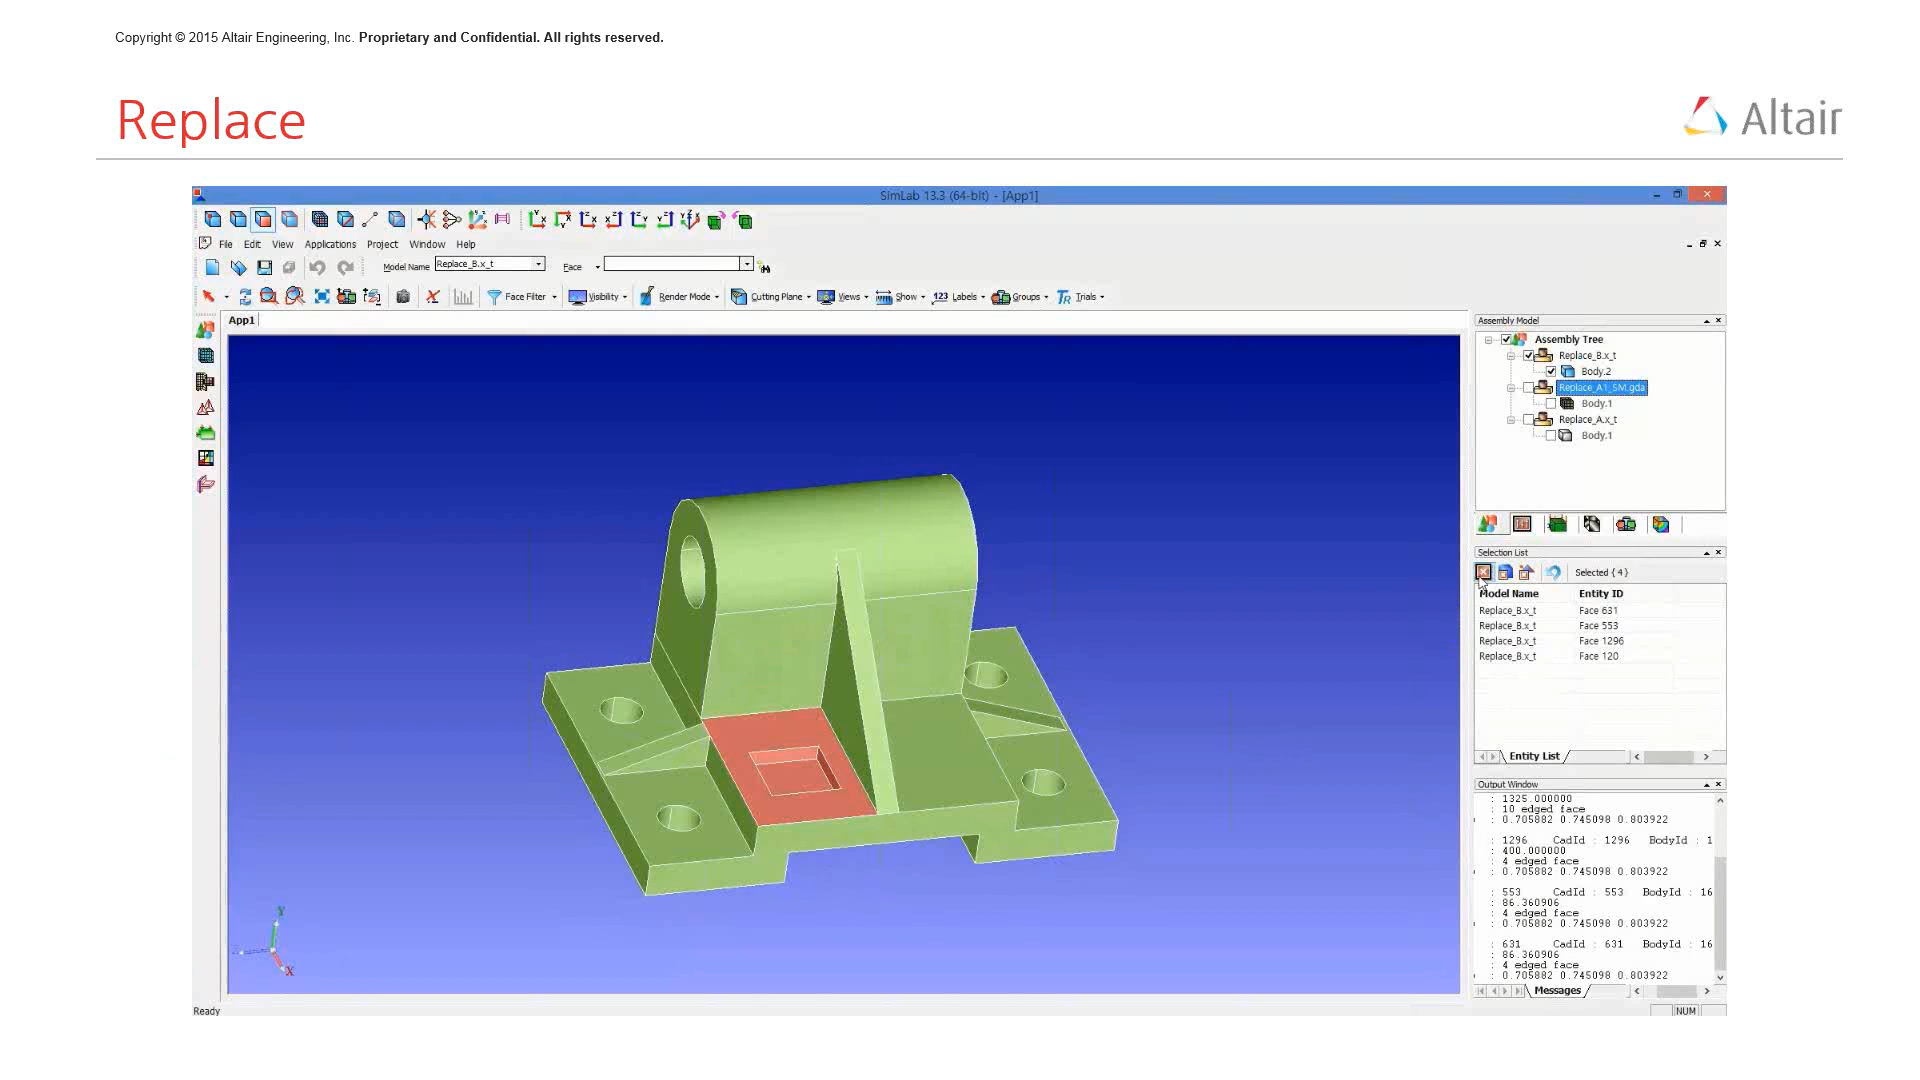 Copyright © 2015 Altair Engineering, Inc. Proprietary and Confidential. All rights reserved.
Replace
Altair
SimLab 13.3 (64-bit) - [App1]
File Edit View Applications Project Window Help
Model Name Replace_B.x_t Face
Face Filter Visibility Render Mode Cutting Plane Views Show 123 Labels Groups TR Trials
App1
Assembly Model
Assembly Tree
Replace_B.x_t
Body.2
Replace_A1_SM.gda
Body.1
Replace_A.x_t
Body.1
Selection List
Selected { 4 }
Model Name Entity ID
Replace_B.x_t Face 631
Replace_B.x_t Face 553
Replace_B.x_t Face 1296
Replace_B.x_t Face 120
Entity List
Output Window
: 1325.000000
: 10 edged face
: 0.705882 0.745098 0.803922
: 1296 CadId : 1296 BodyId : 1
: 400.000000
: 4 edged face
: 0.705882 0.745098 0.803922
: 553 CadId : 553 BodyId : 16
: 86.360906
: 4 edged face
: 0.705882 0.745098 0.803922
: 631 CadId : 631 BodyId : 16
: 86.360906
: 4 edged face
: 0.705882 0.745098 0.803922
Messages
Y
Z
X
Ready
NUM